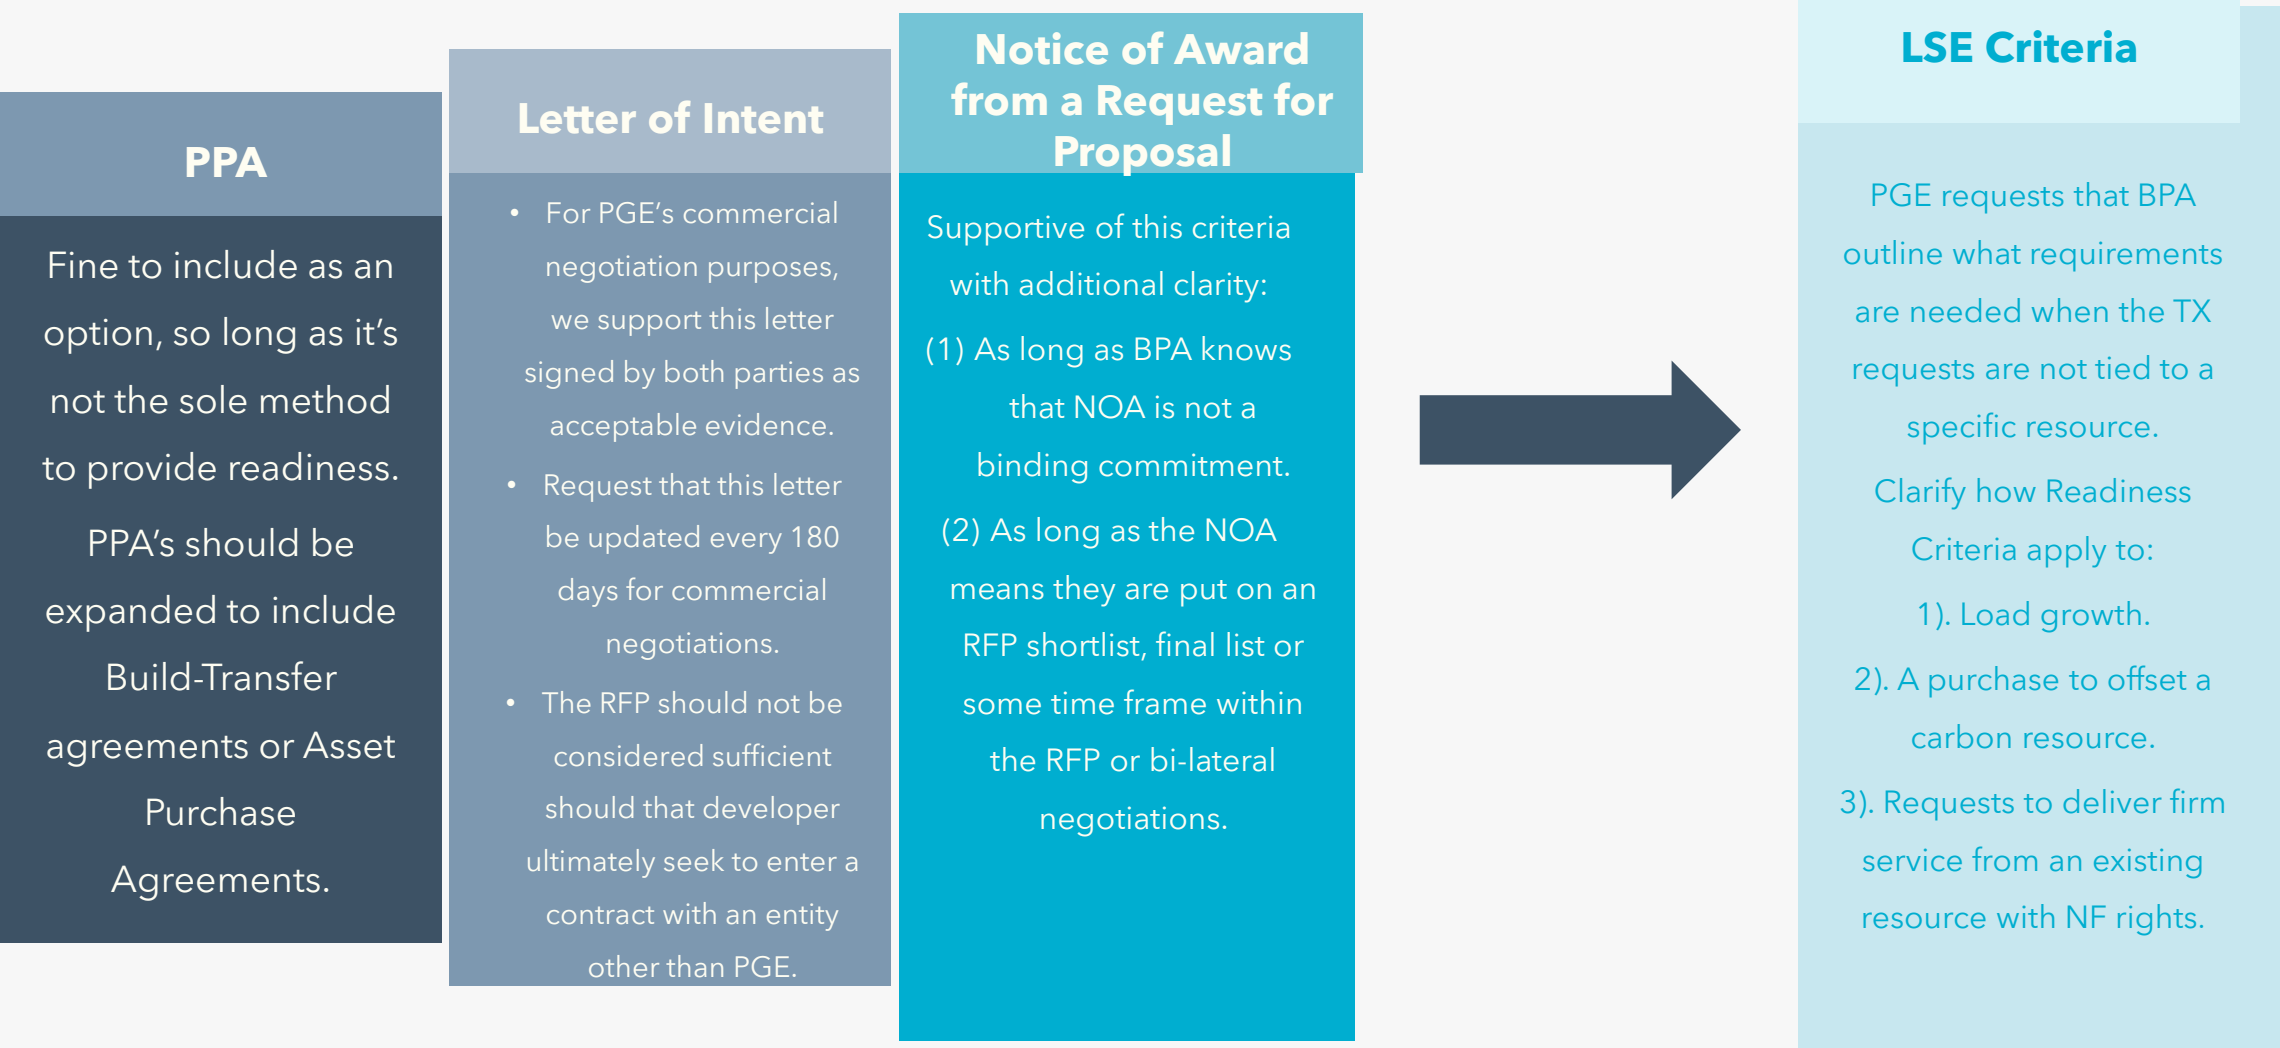 PPA
Fine to include as an
option, so long as it’s
not the sole method
to provide readiness.
PPA’s should be
expanded to include
Build-Transfer
agreements or Asset
Purchase
Agreements.
Letter of Intent
• For PGE’s commercial
negotiation purposes,
we support this letter
signed by both parties as
acceptable evidence.
• Request that this letter
be updated every 180
days for commercial
negotiations.
• The RFP should not be
considered sufficient
should that developer
ultimately seek to enter a
contract with an entity
other than PGE.
Notice of Award
from a Request for
Proposal
Supportive of this criteria
with additional clarity:
(1) As long as BPA knows
that NOA is not a
binding commitment.
(2) As long as the NOA
means they are put on an
RFP shortlist, final list or
some time frame within
the RFP or bi-lateral
negotiations.
LSE Criteria
PGE requests that BPA
outline what requirements
are needed when the TX
requests are not tied to a
specific resource.
Clarify how Readiness
Criteria apply to:
1). Load growth.
2). A purchase to offset a
carbon resource.
3). Requests to deliver firm
service from an existing
resource with NF rights.